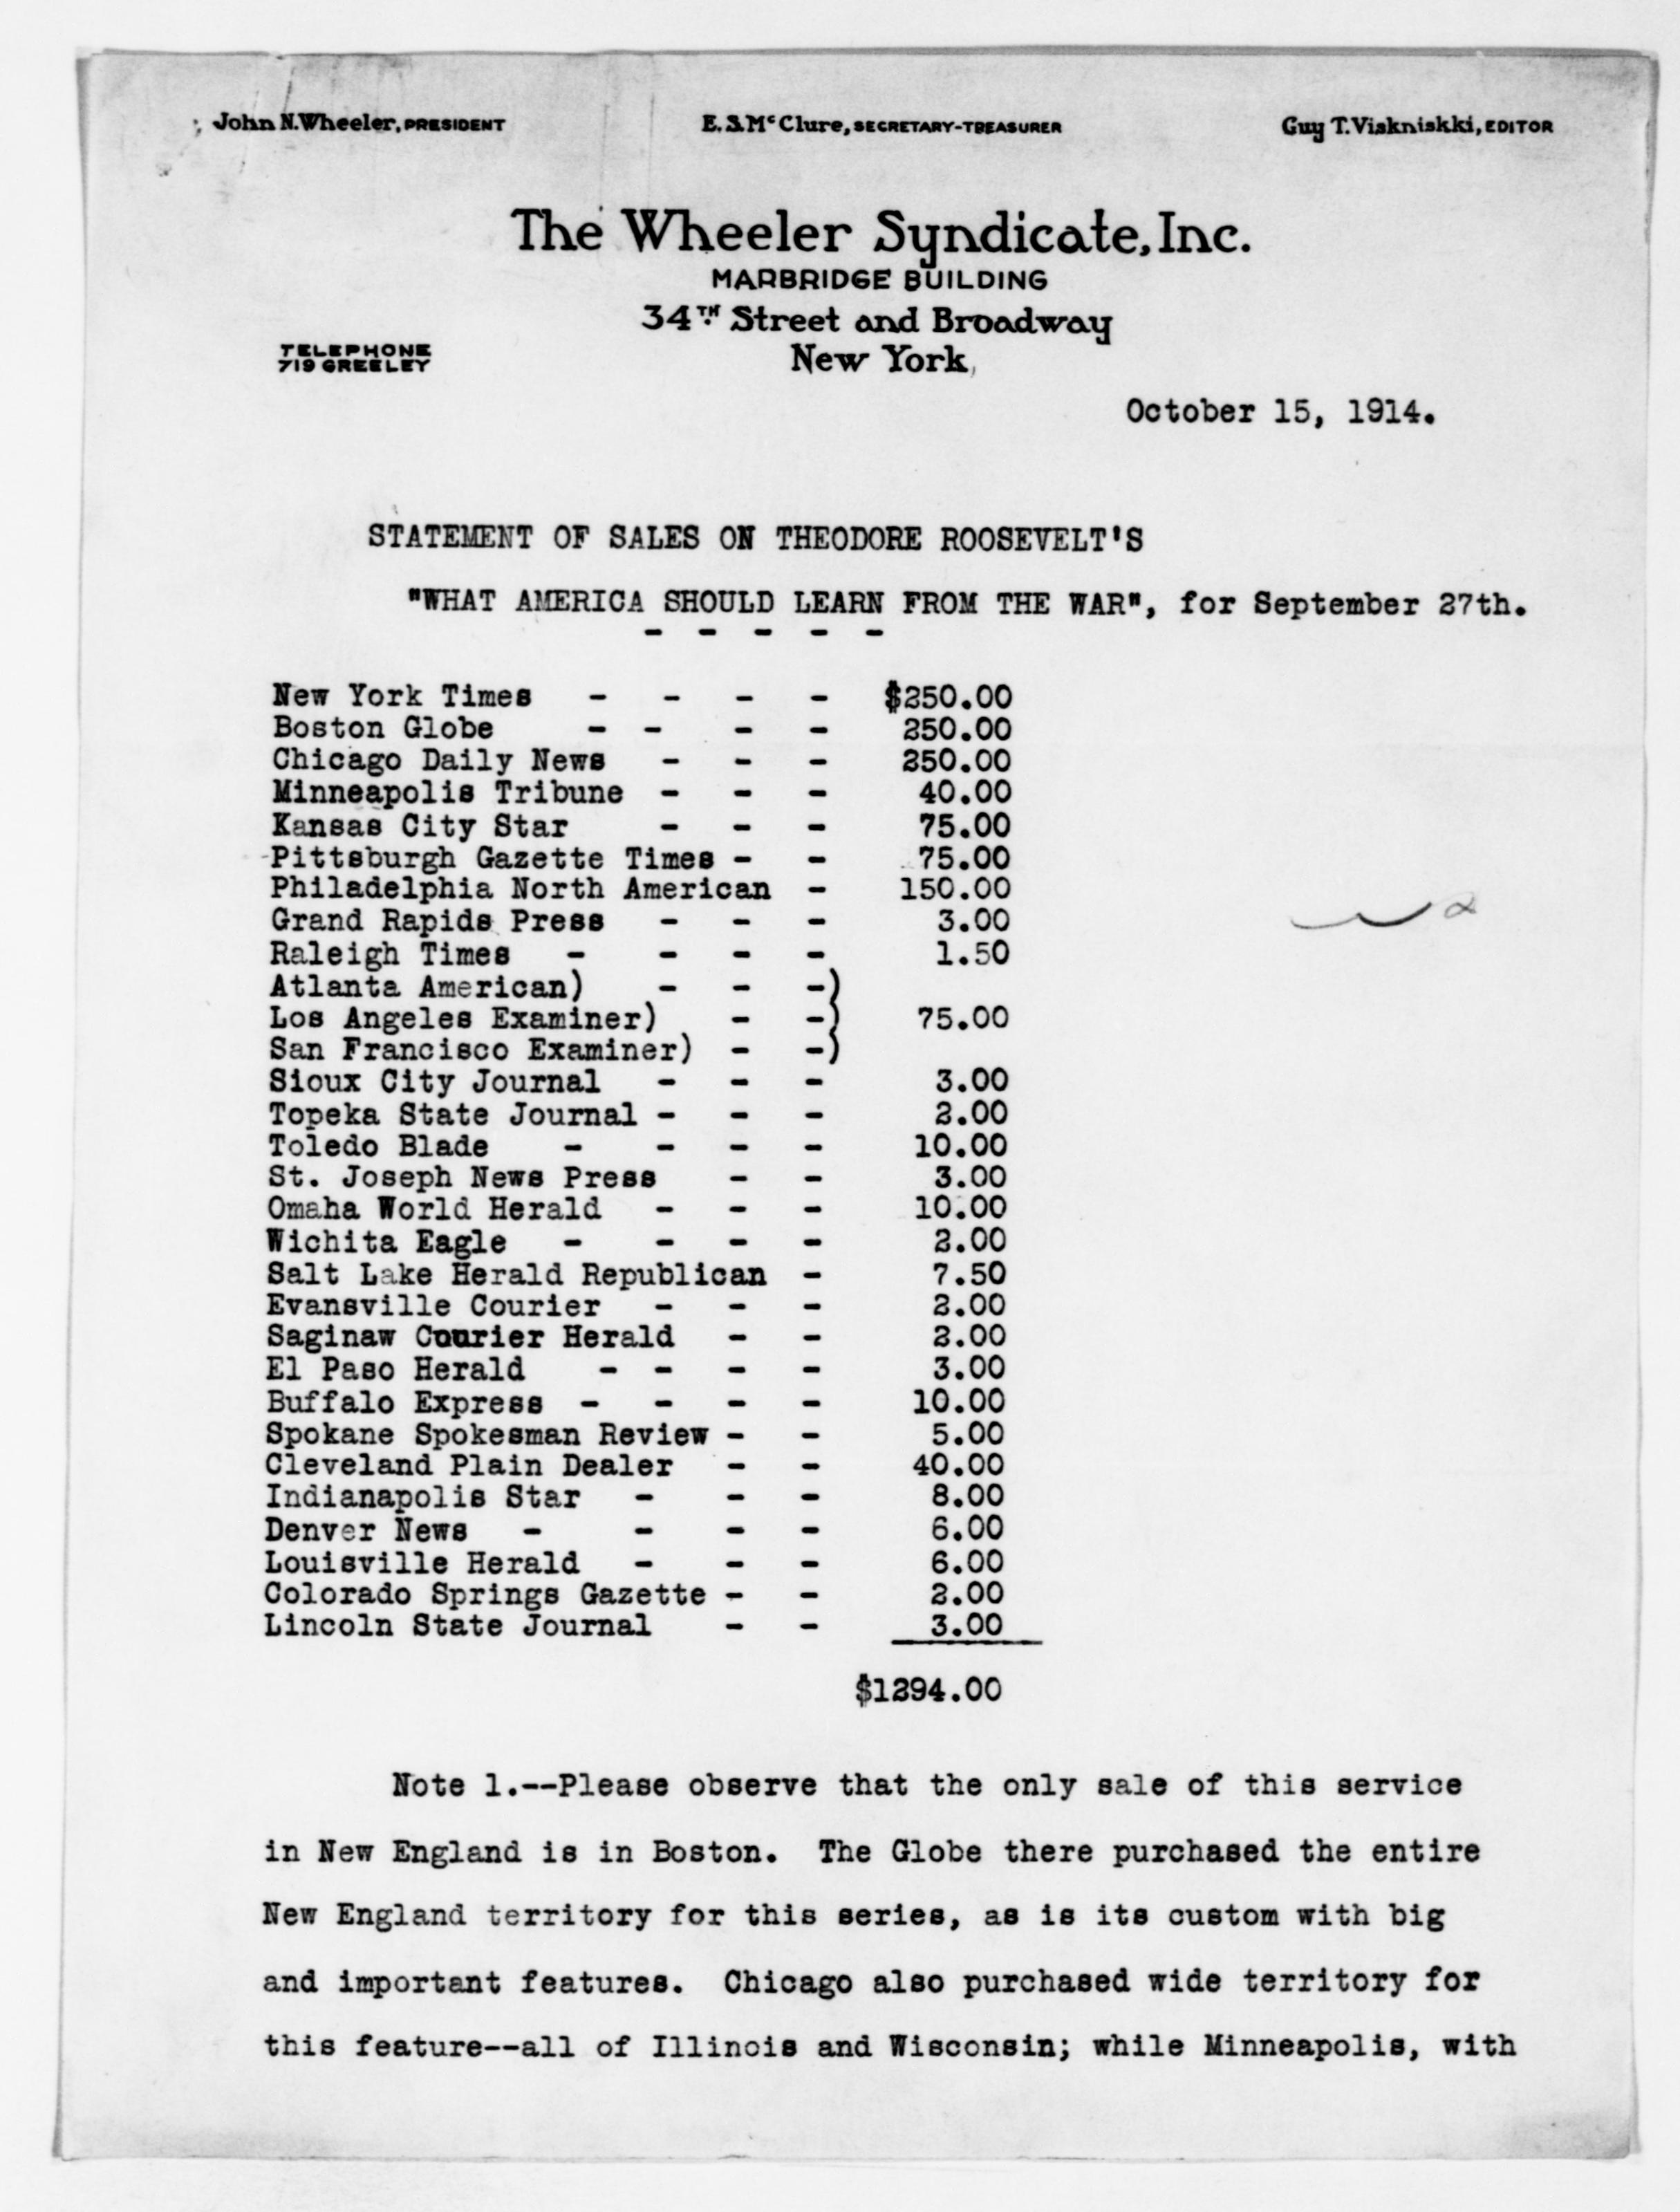 John N. Wheeler, PRESIDENT E. S. McClure, SECRETARY-TREASURER Guy T. Viskniskki, EDITOR
The Wheeler Syndicate, Inc.
MARBRIDGE BUILDING
34TH Street and Broadway
TELEPHONE
719 GREELEY
New York,
October 15, 1914.
STATEMENT OF SALES ON THEODORE ROOSEVELT'S
"WHAT AMERICA SHOULD LEARN FROM THE WAR", for September 27th.
- - - - -
New York Times - - - - $250.00
Boston Globe - - - - 250.00
Chicago Daily News - - - 250.00
Minneapolis Tribune - - - 40.00
Kansas City Star - - - 75.00
Pittsburgh Gazette Times - - 75.00
Philadelphia North American - 150.00
Grand Rapids Press - - - 3.00
Raleigh Times - - - - 1.50
Atlanta American) - - -)
Los Angeles Examiner) - -) 75.00
San Francisco Examiner) - -)
Sioux City Journal - - - 3.00
Topeka State Journal - - - 2.00
Toledo Blade - - - - 10.00
St. Joseph News Press - - 3.00
Omaha World Herald - - - 10.00
Wichita Eagle - - - - 2.00
Salt Lake Herald Republican - 7.50
Evansville Courier - - - 2.00
Saginaw Courier Herald - - 2.00
El Paso Herald - - - - 3.00
Buffalo Express - - - - 10.00
Spokane Spokesman Review - - 5.00
Cleveland Plain Dealer - - 40.00
Indianapolis Star - - - 8.00
Denver News - - - - 6.00
Louisville Herald - - - 6.00
Colorado Springs Gazette - - 2.00
Lincoln State Journal - - 3.00
$1294.00
Note 1.--Please observe that the only sale of this service
in New England is in Boston. The Globe there purchased the entire
New England territory for this series, as is its custom with big
and important features. Chicago also purchased wide territory for
this feature--all of Illinois and Wisconsin; while Minneapolis, with